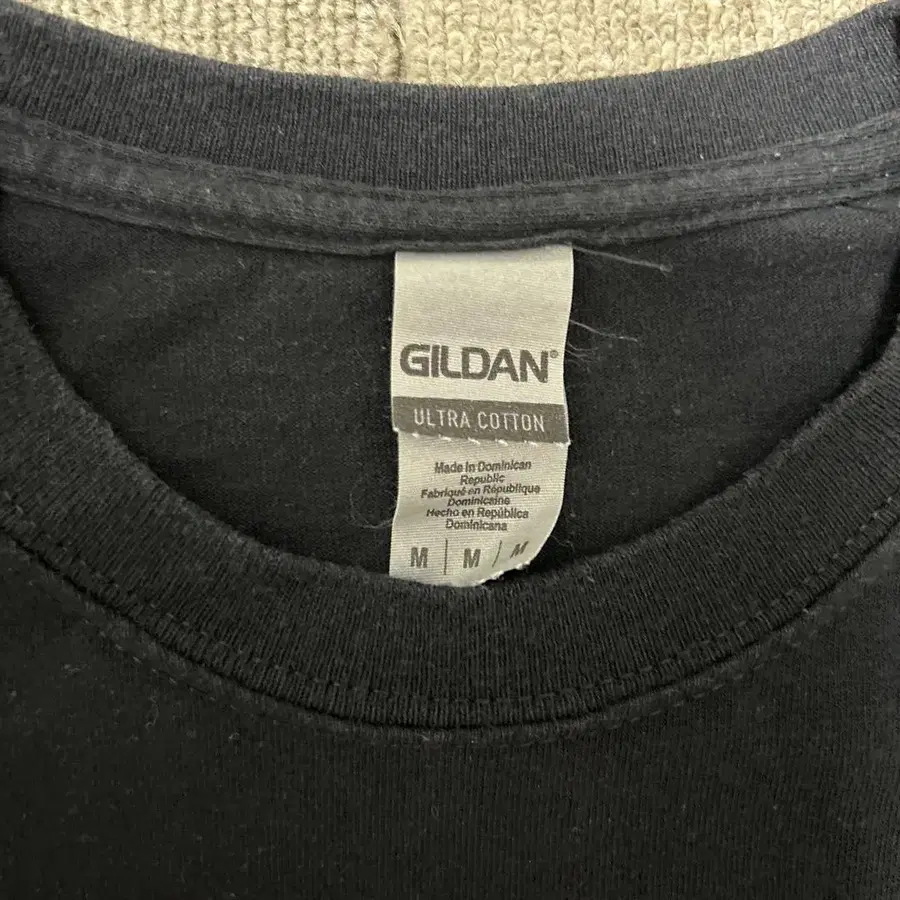 GILDAN®
ULTRA COTTON
Made in Dominican
Republic
Fabriqué en République
Dominicaine
Hecho en República
Dominicana
M | M | M